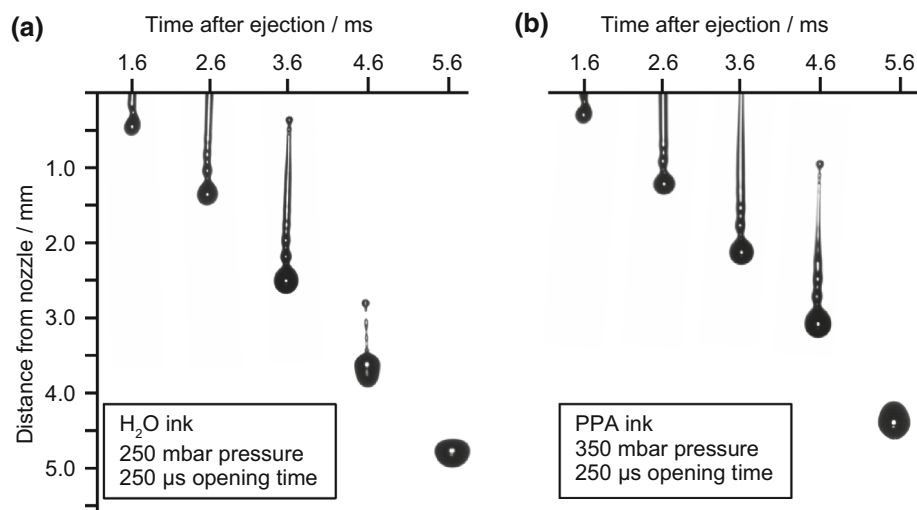 (a)
Time after ejection / ms
1.6 2.6 3.6 4.6 5.6
Distance from nozzle / mm
1.0
2.0
3.0
4.0
5.0
H₂O ink
250 mbar pressure
250 µs opening time
(b)
Time after ejection / ms
1.6 2.6 3.6 4.6 5.6
PPA ink
350 mbar pressure
250 µs opening time